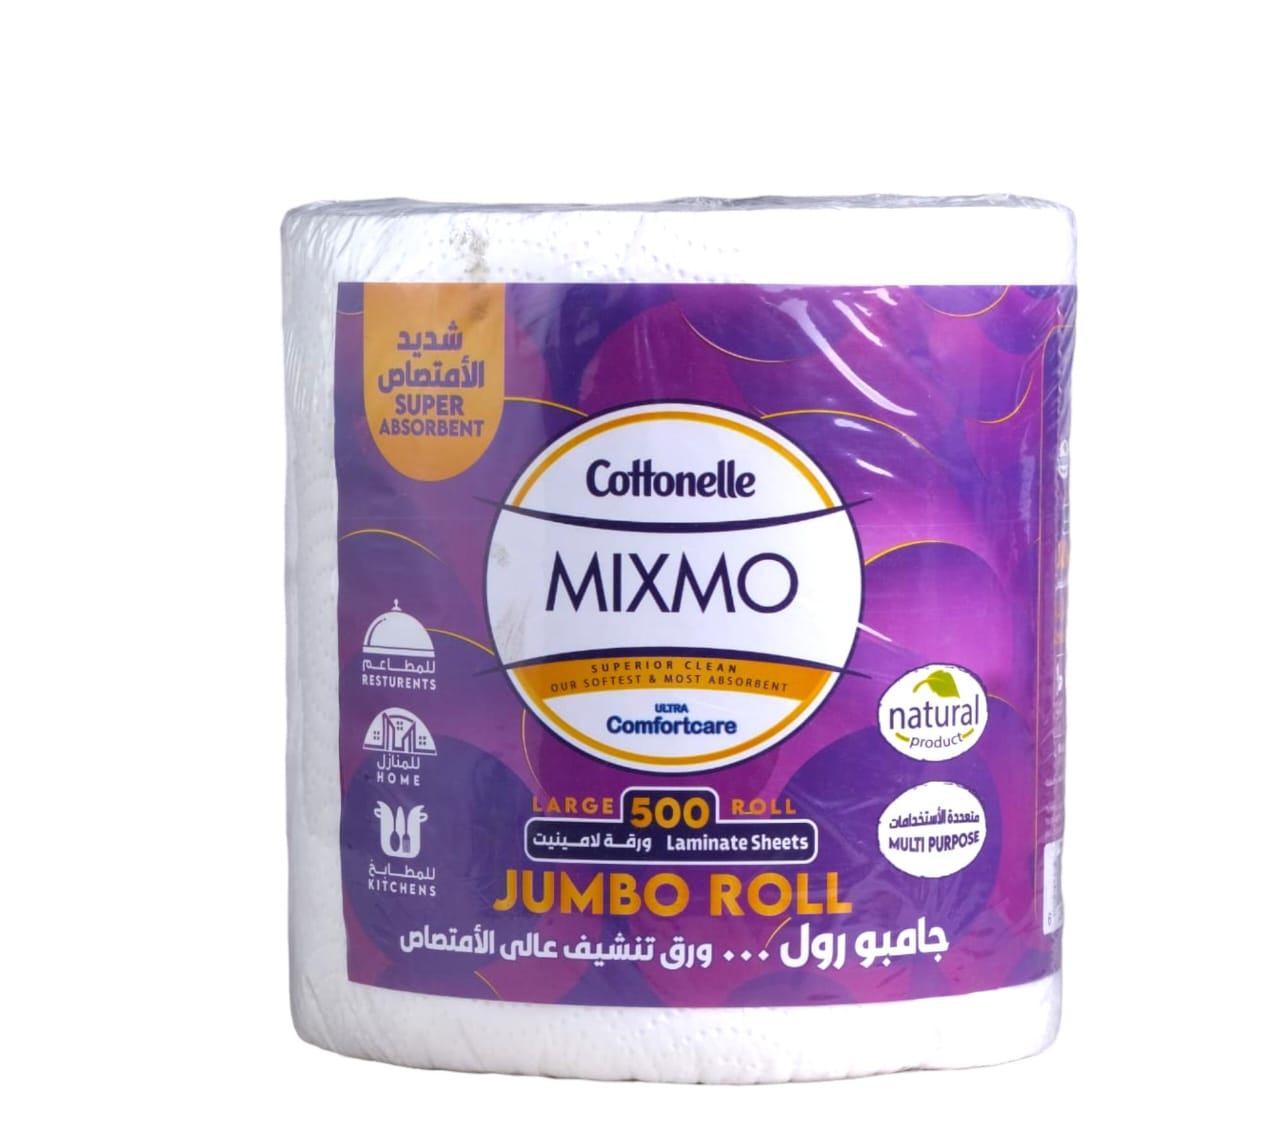 شديد
الأمتصاص
SUPER
ABSORBENT
Cottonelle
MIXMO
SUPERIOR CLEAN
OUR SOFTEST & MOST ABSORBENT
ULTRA
Comfortcare
للمطاعم
RESTURENTS
للمنازل
HOME
للمطابخ
KITCHENS
natural
product
متعددة الأستخدامات
MULTI PURPOSE
LARGE 500 ROLL
ورقة لامينيت Laminate Sheets
JUMBO ROLL
جامبو رول ... ورق تنشيف عالي الأمتصاص